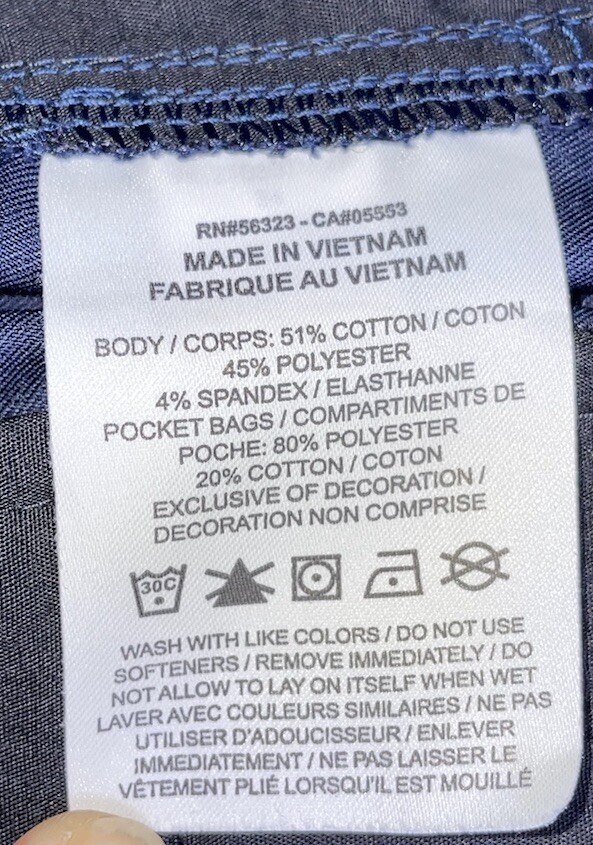 RN#56323 - CA#05553
MADE IN VIETNAM
FABRIQUE AU VIETNAM
BODY / CORPS: 51% COTTON / COTON
45% POLYESTER
4% SPANDEX / ELASTHANNE
POCKET BAGS / COMPARTIMENTS DE
POCHE: 80% POLYESTER
20% COTTON / COTON
EXCLUSIVE OF DECORATION /
DECORATION NON COMPRISE
30C
WASH WITH LIKE COLORS / DO NOT USE
SOFTENERS / REMOVE IMMEDIATELY / DO
NOT ALLOW TO LAY ON ITSELF WHEN WET
LAVER AVEC COULEURS SIMILAIRES / NE PAS
UTILISER D'ADOUCISSEUR / ENLEVER
IMMEDIATEMENT / NE PAS LAISSER LE
VÊTEMENT PLIÉ LORSQU'IL EST MOUILLÉ